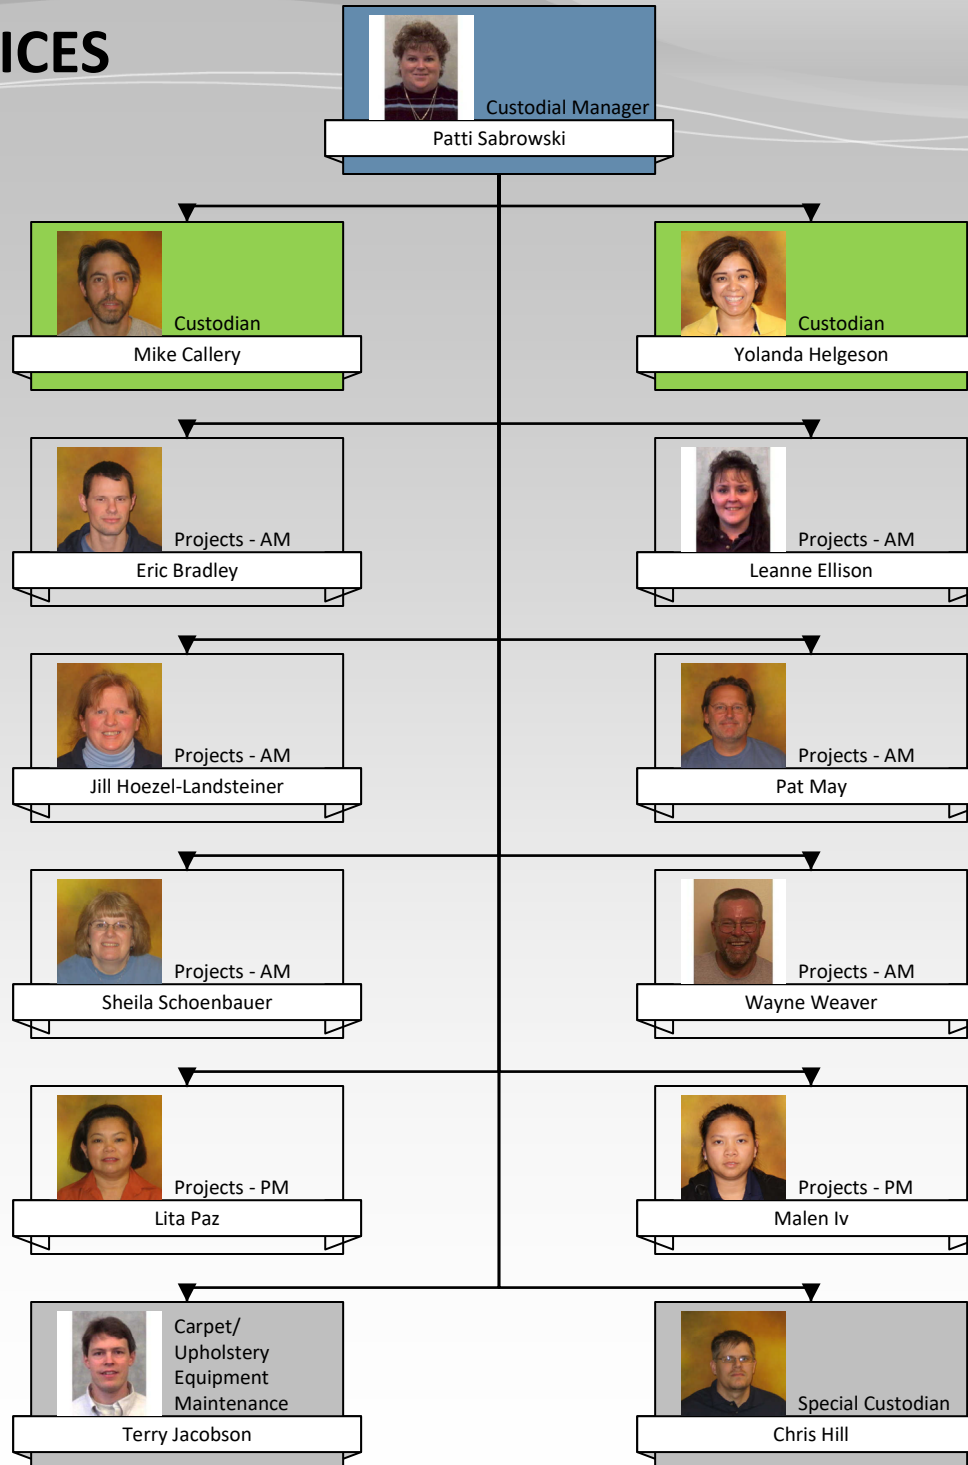 ICES
Custodial Manager
Patti Sabrowski
Custodian
Mike Callery
Custodian
Yolanda Helgeson
Projects - AM
Eric Bradley
Projects - AM
Leanne Ellison
Projects - AM
Jill Hoezel-Landsteiner
Projects - AM
Pat May
Projects - AM
Sheila Schoenbauer
Projects - AM
Wayne Weaver
Projects - PM
Lita Paz
Projects - PM
Malen Iv
Carpet/
Upholstery
Equipment
Maintenance
Terry Jacobson
Special Custodian
Chris Hill